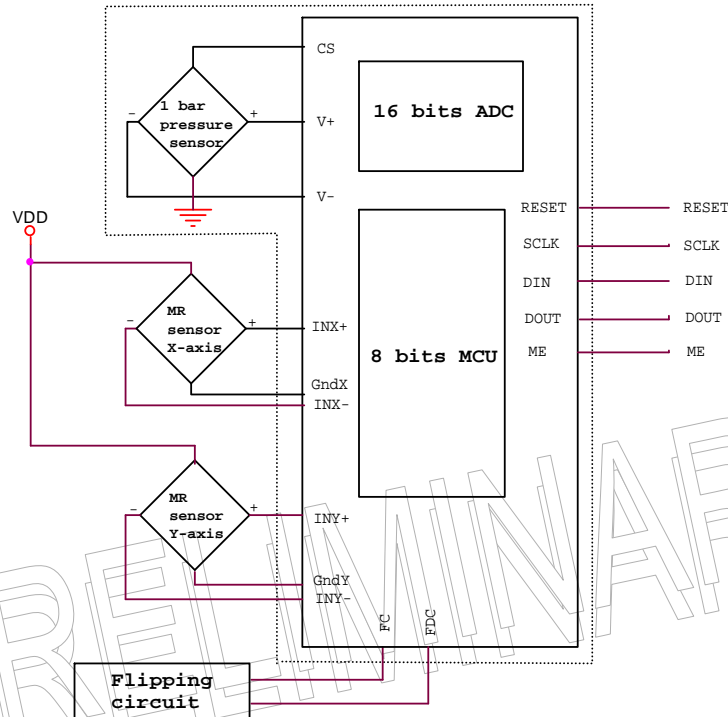 CS
1 bar
pressure
sensor
-
+
V+
V-
16 bits ADC
VDD
RESET
RESET
SCLK
SCLK
DIN
DIN
DOUT
DOUT
ME
ME
8 bits MCU
MR
sensor
X-axis
-
+
INX+
GndX
INX-
MR
sensor
Y-axis
-
+
INY+
GndY
INY-
FC
FDC
Flipping
circuit
RELIMINAR